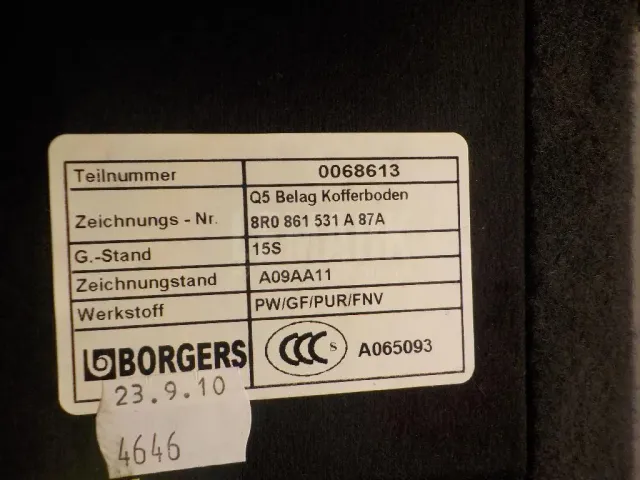 Teilnummer 0068613
Q5 Belag Kofferboden
Zeichnungs - Nr. 8R0 861 531 A 87A
G.-Stand 15S
Zeichnungstand A09AA11
Werkstoff PW/GF/PUR/FNV
BORGERS CCC S A065093
23.9.10
4646